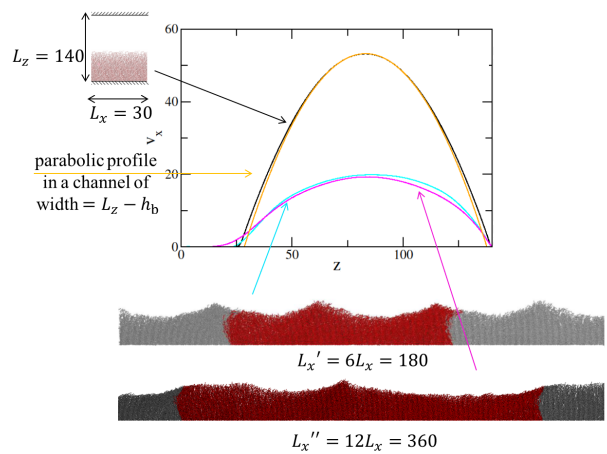 L_z = 140
L_x = 30
parabolic profile
in a channel of
width = L_z − h_b
60
40
20
0
v_x
0
50
100
z
L_x′ = 6L_x = 180
L_x″ = 12L_x = 360